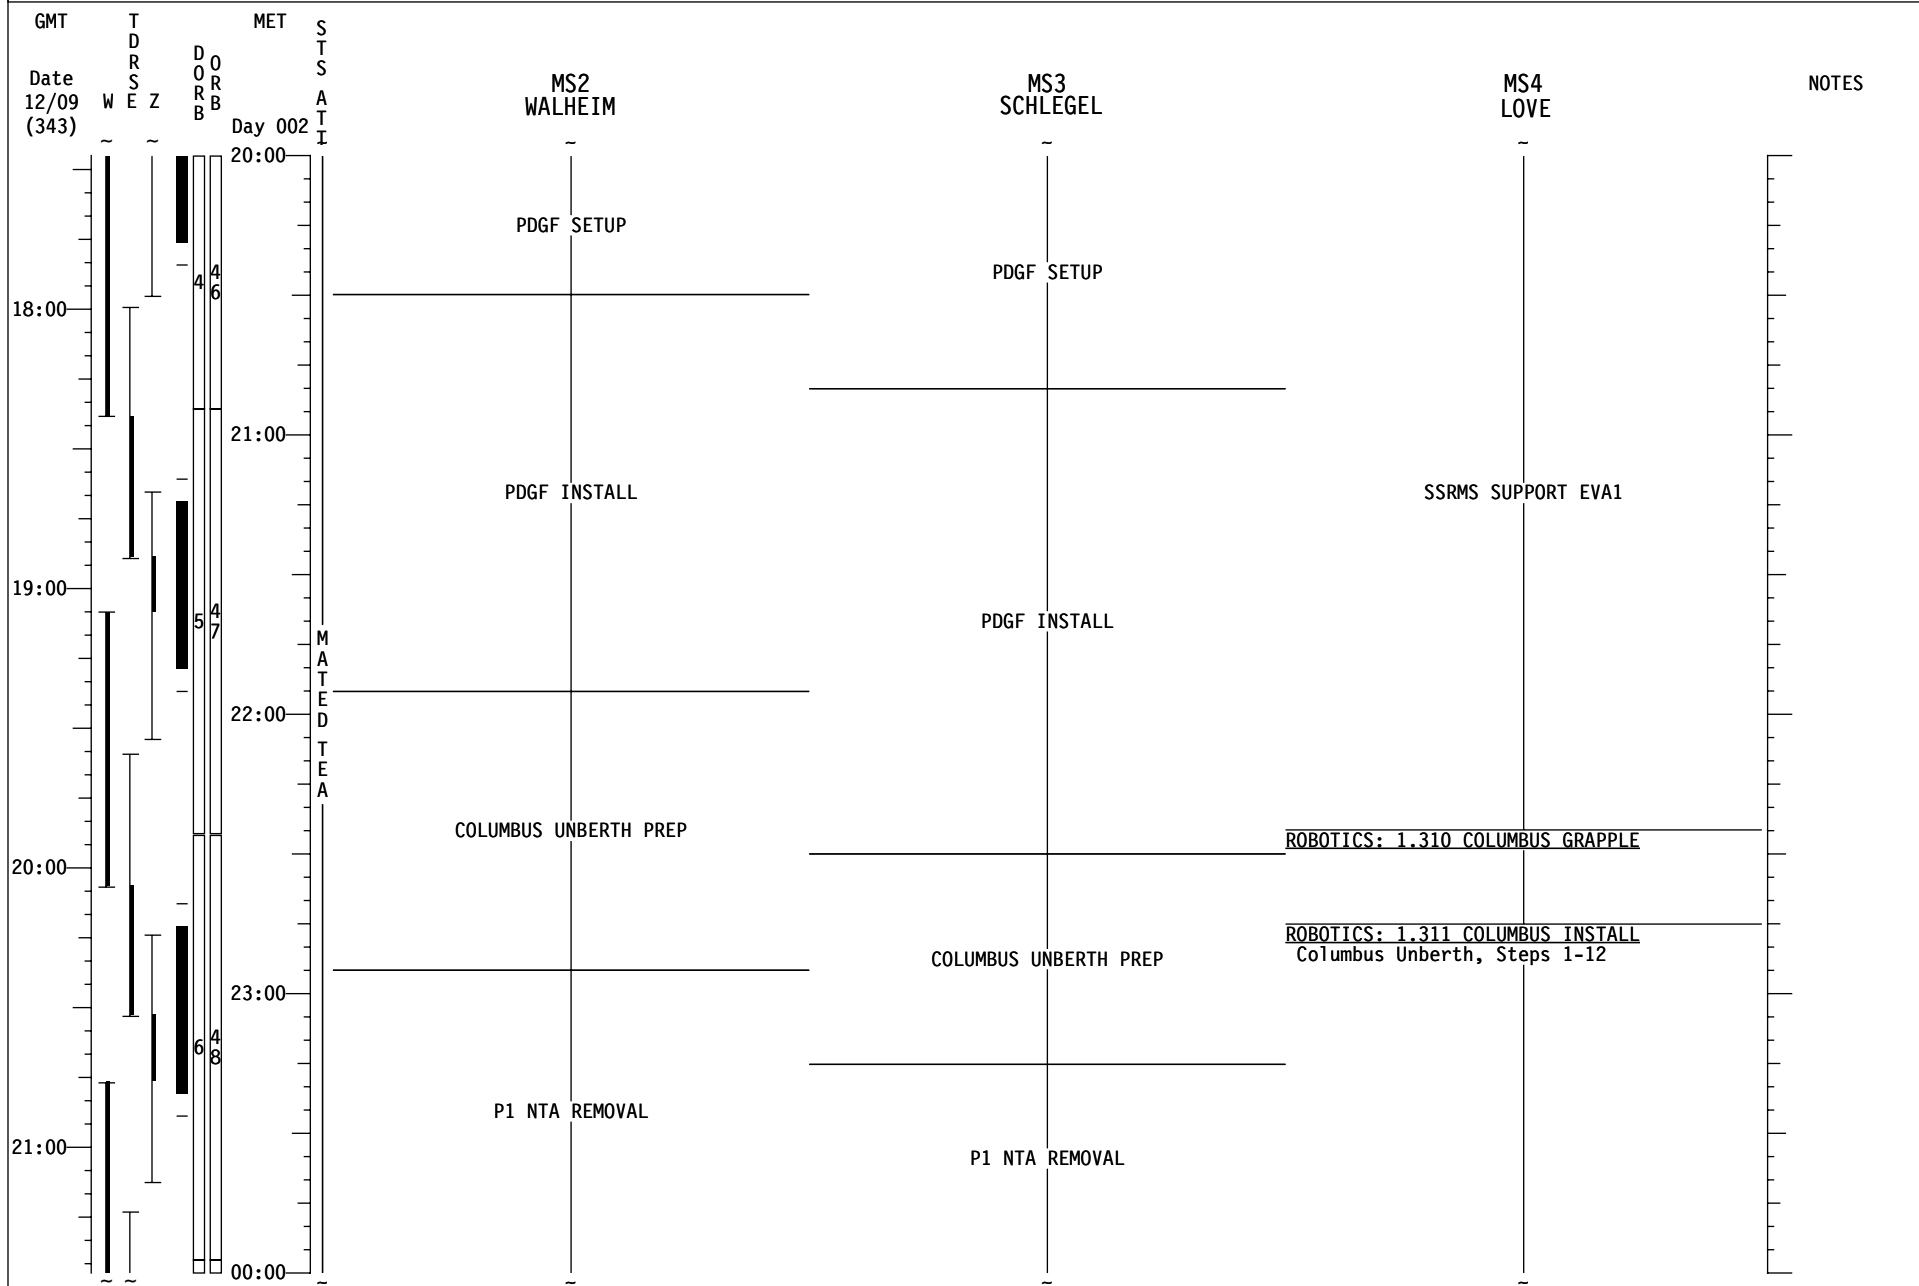 GMT
Date
12/09
(343)
TDRS
W E Z
DORB
ORB
MET
Day 002
STS ATT
MS2
WALHEIM
MS3
SCHLEGEL
MS4
LOVE
NOTES
~ ~ ~ ~ ~
20:00
PDGF SETUP
PDGF SETUP
4
46
18:00
21:00
PDGF INSTALL
SSRMS SUPPORT EVA1
19:00
5
47
PDGF INSTALL
MATED TEA
22:00
COLUMBUS UNBERTH PREP
ROBOTICS: 1.310 COLUMBUS GRAPPLE
20:00
ROBOTICS: 1.311 COLUMBUS INSTALL
Columbus Unberth, Steps 1-12
COLUMBUS UNBERTH PREP
23:00
6
48
P1 NTA REMOVAL
21:00
P1 NTA REMOVAL
00:00
~ ~ ~ ~ ~ ~